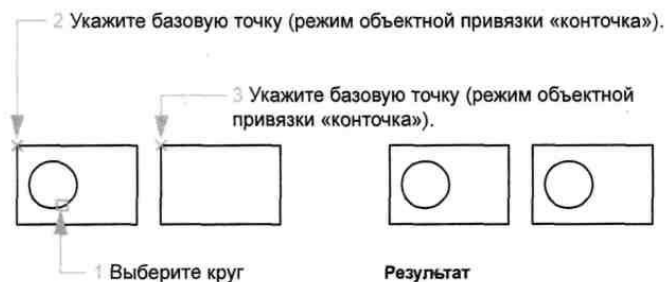 2 Укажите базовую точку (режим объектной привязки «конточка»).
3 Укажите базовую точку (режим объектной
привязки «конточка»).
1 Выберите круг
Результат